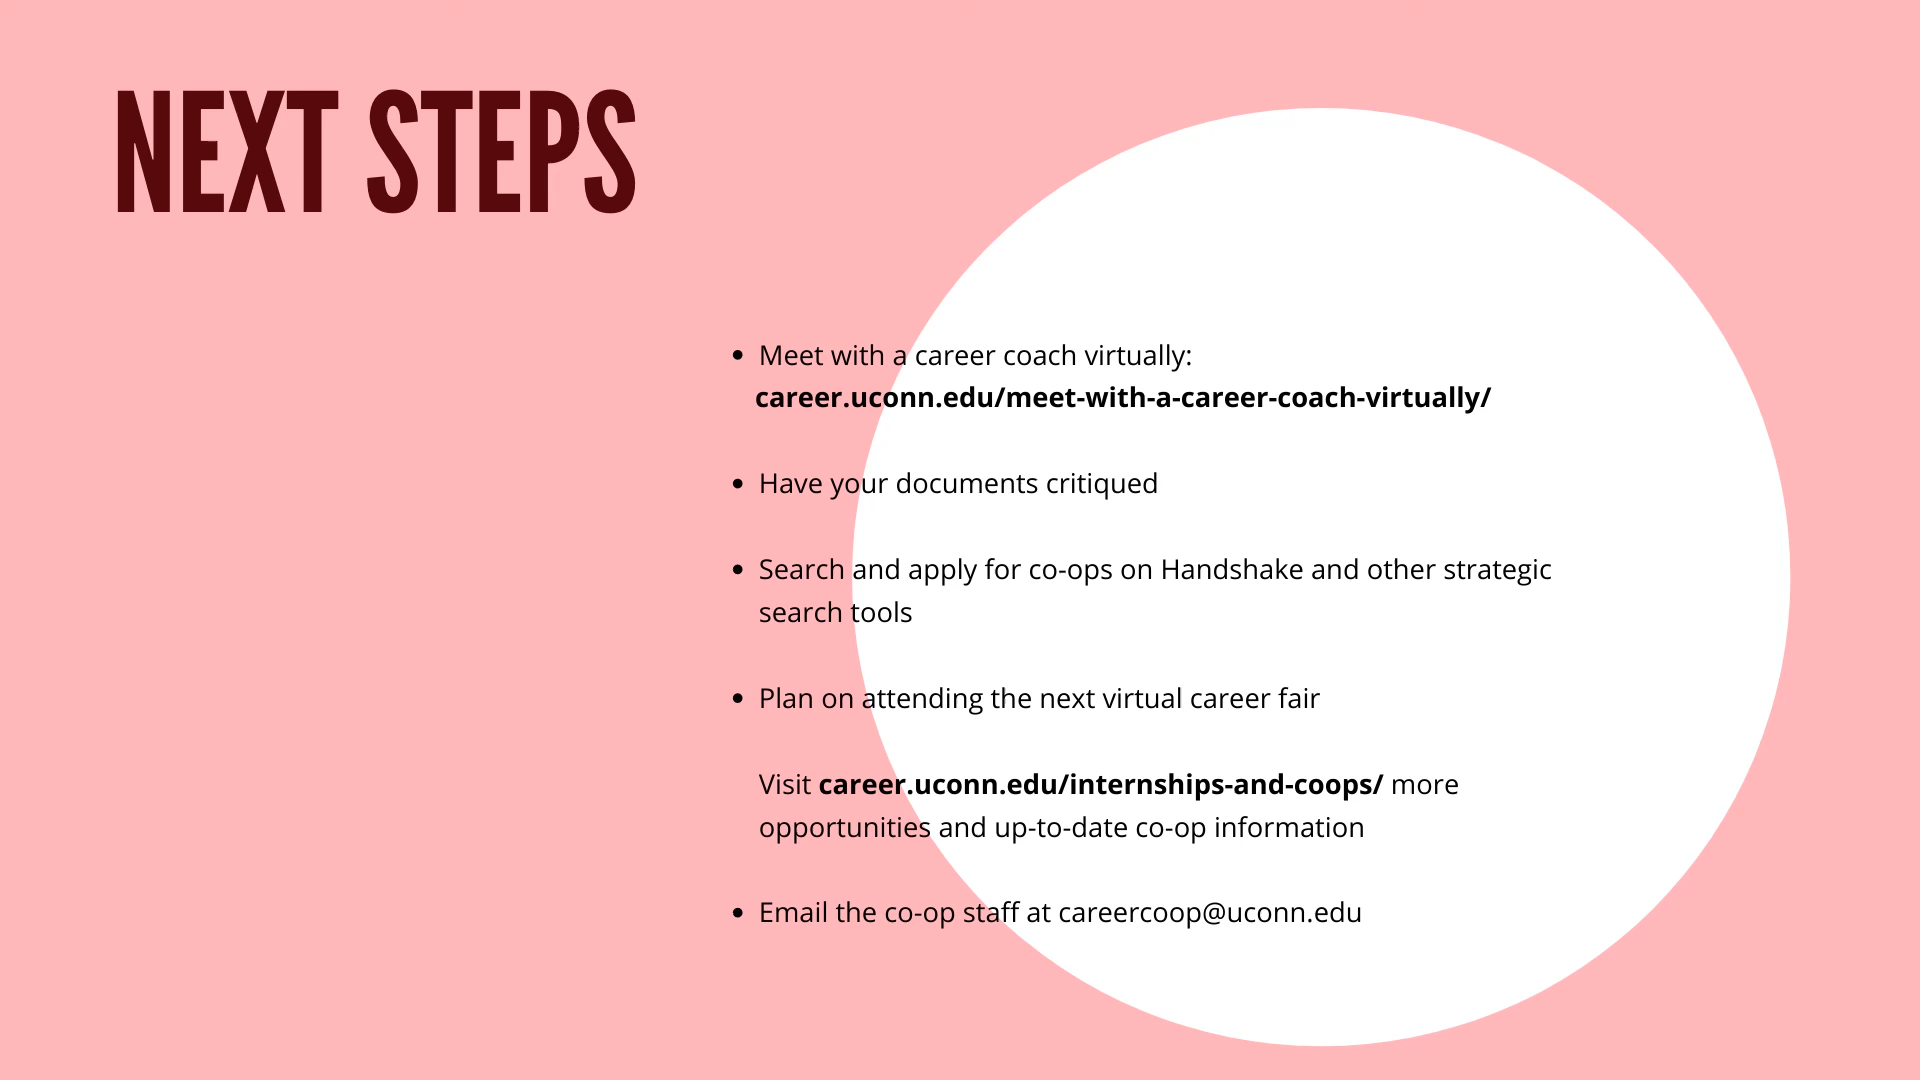 NEXT STEPS
• Meet with a career coach virtually:
career.uconn.edu/meet-with-a-career-coach-virtually/
• Have your documents critiqued
• Search and apply for co-ops on Handshake and other strategic
search tools
• Plan on attending the next virtual career fair
Visit career.uconn.edu/internships-and-coops/ more
opportunities and up-to-date co-op information
• Email the co-op staff at careercoop@uconn.edu